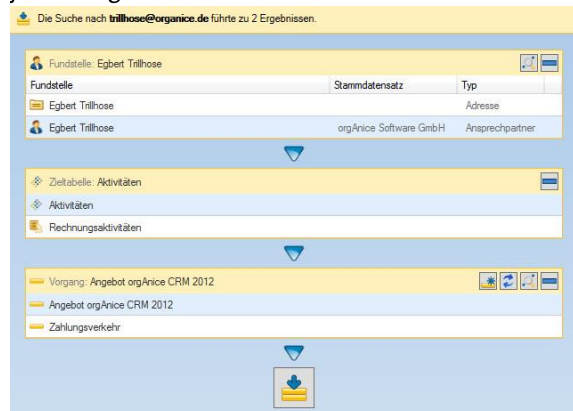 Die Suche nach trillhose@organice.de führte zu 2 Ergebnissen.
Fundstelle: Egbert Trillhose
Fundstelle Stammdatensatz Typ
Egbert Trillhose Adresse
Egbert Trillhose orgAnice Software GmbH Ansprechpartner
Zieltabelle: Aktivitäten
Aktivitäten
Rechnungsaktivitäten
Vorgang: Angebot orgAnice CRM 2012
Angebot orgAnice CRM 2012
Zahlungsverkehr